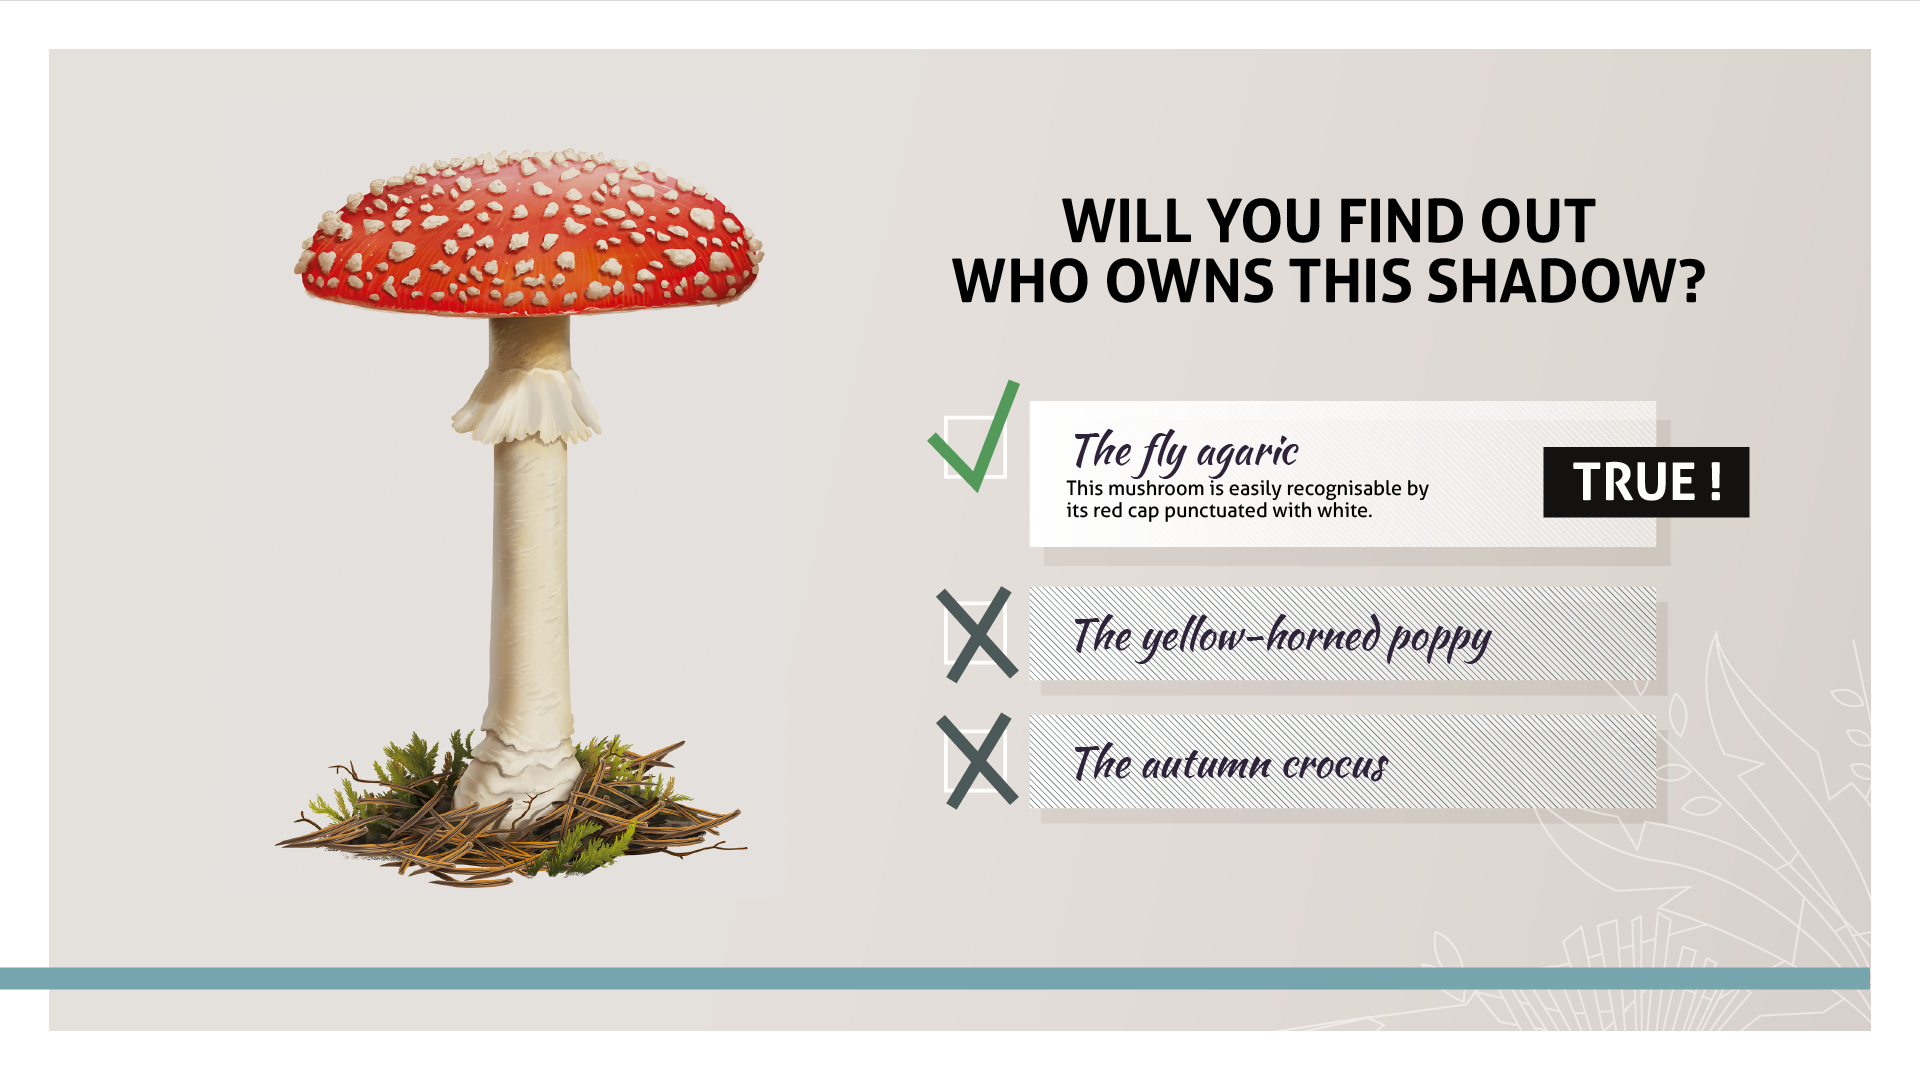 WILL YOU FIND OUT
WHO OWNS THIS SHADOW?
The fly agaric
This mushroom is easily recognisable by
its red cap punctuated with white.
TRUE !
The yellow-horned poppy
The autumn crocus